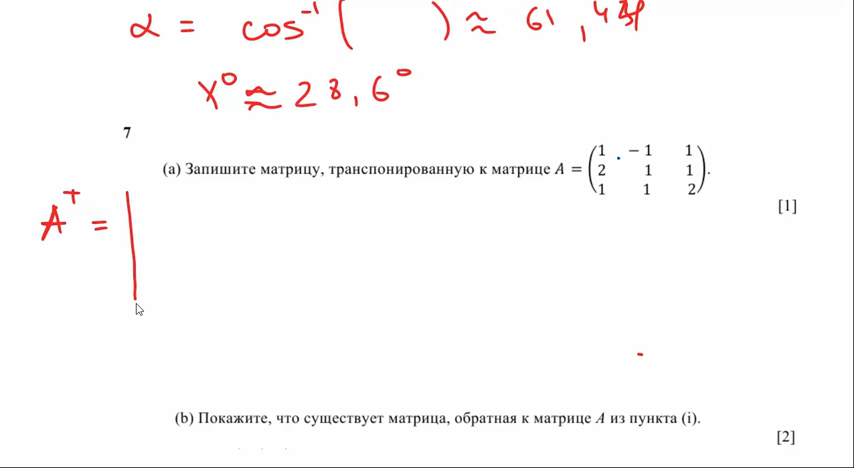 α = cos⁻¹ ( ) ≈ 61,4
x° ≈ 28,6°
7
(a) Запишите матрицу, транспонированную к матрице A = (1 −1 1
2 1 1
1 1 2).
[1]
Aᵀ = |
(b) Покажите, что существует матрица, обратная к матрице A из пункта (i).
[2]